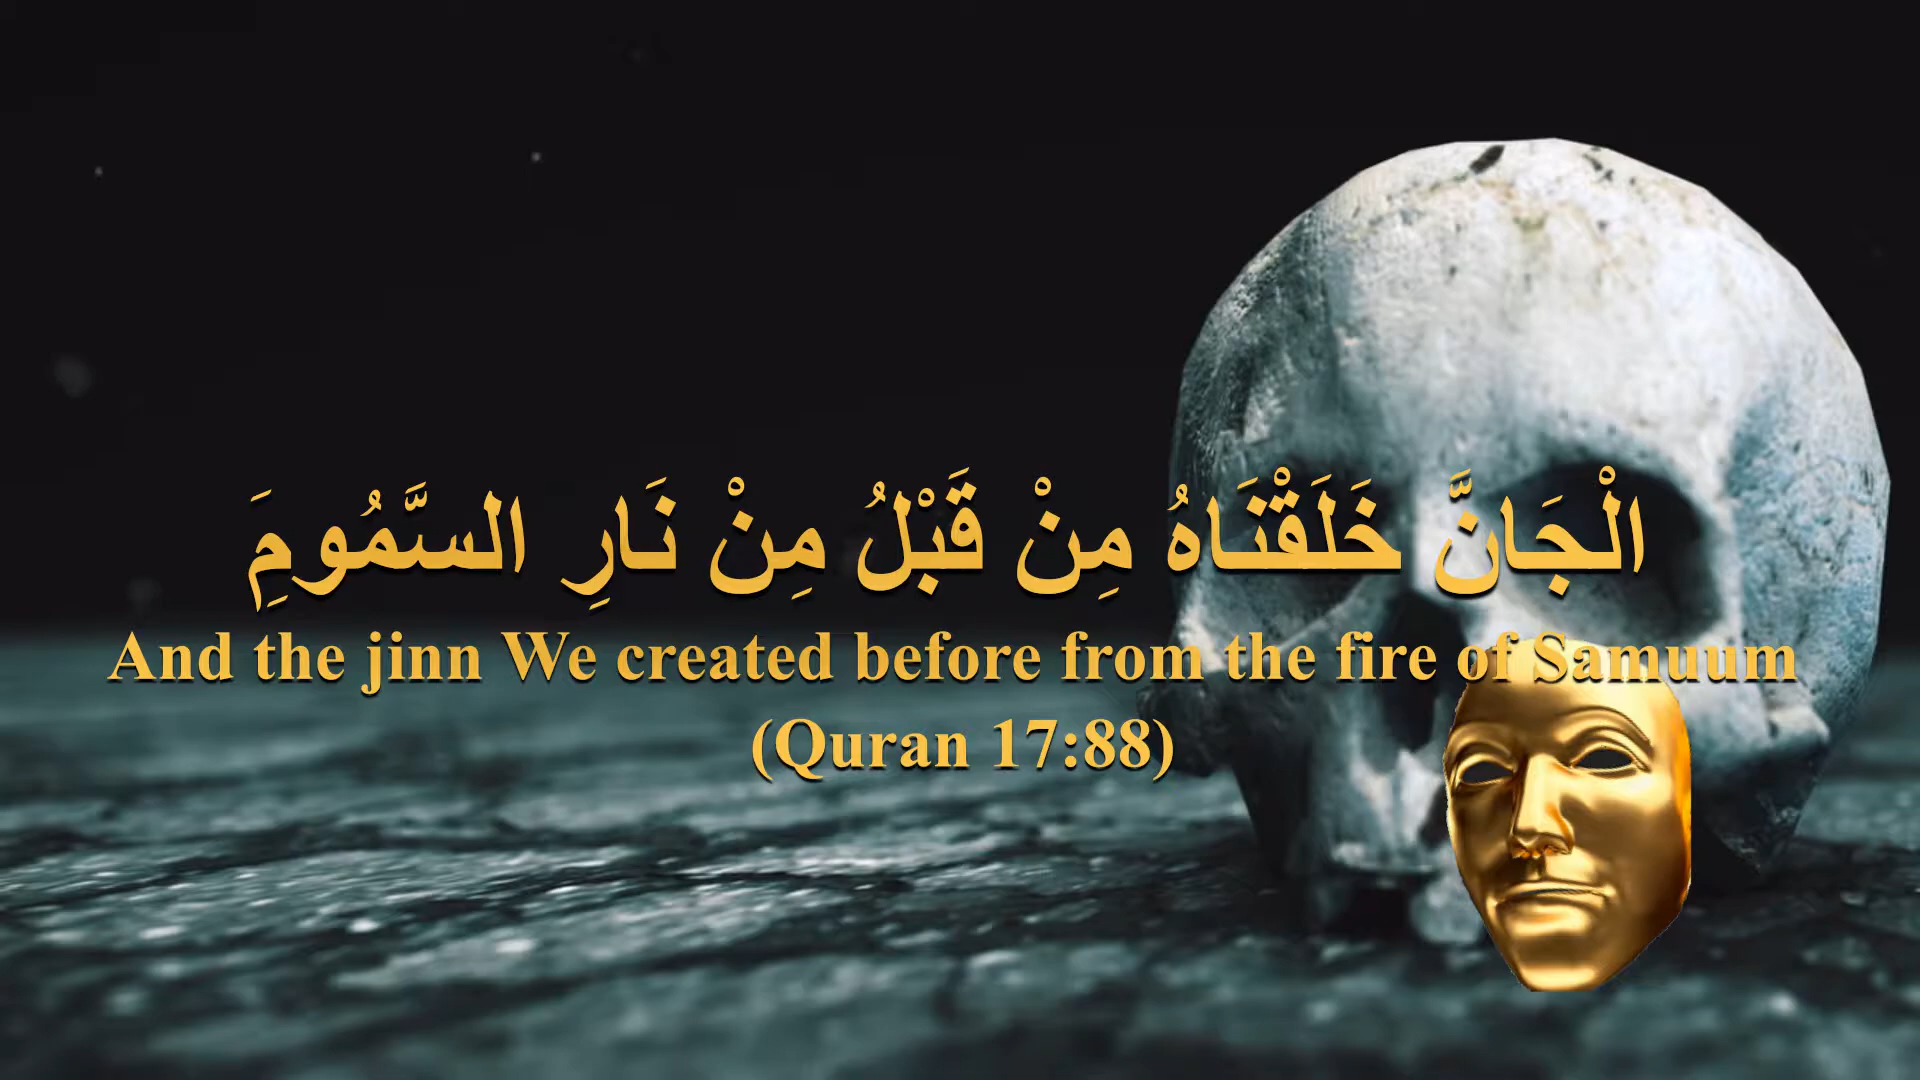 الْجَانَّ خَلَقْنَاهُ مِنْ قَبْلُ مِنْ نَارِ السَّمُومَِ
And the jinn We created before from the fire of Samuum
(Quran 17:88)